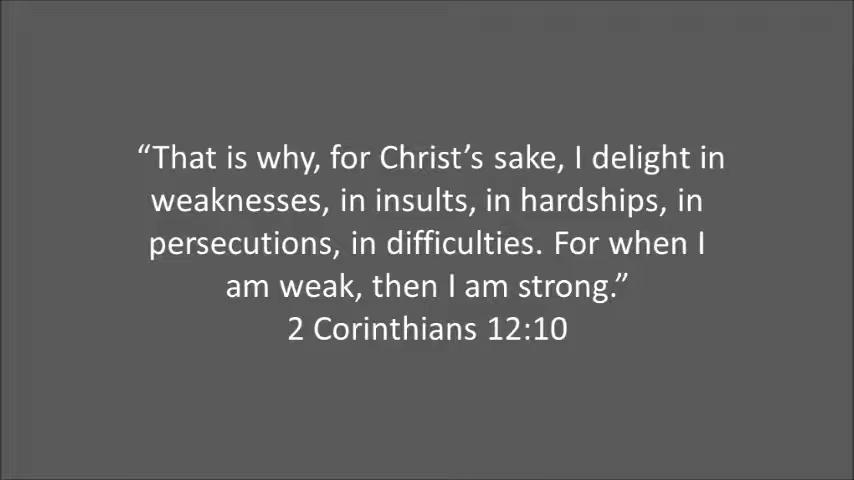 “That is why, for Christ’s sake, I delight in
weaknesses, in insults, in hardships, in
persecutions, in difficulties. For when I
am weak, then I am strong.”
2 Corinthians 12:10